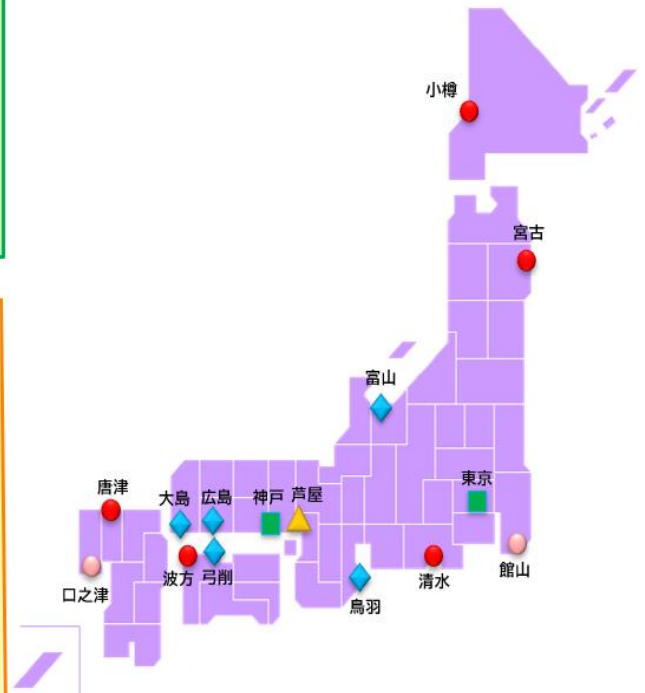 小樽
宮古
富山
東京
唐津
大島
広島
神戸
芦屋
館山
口之津
波方
弓削
清水
鳥羽